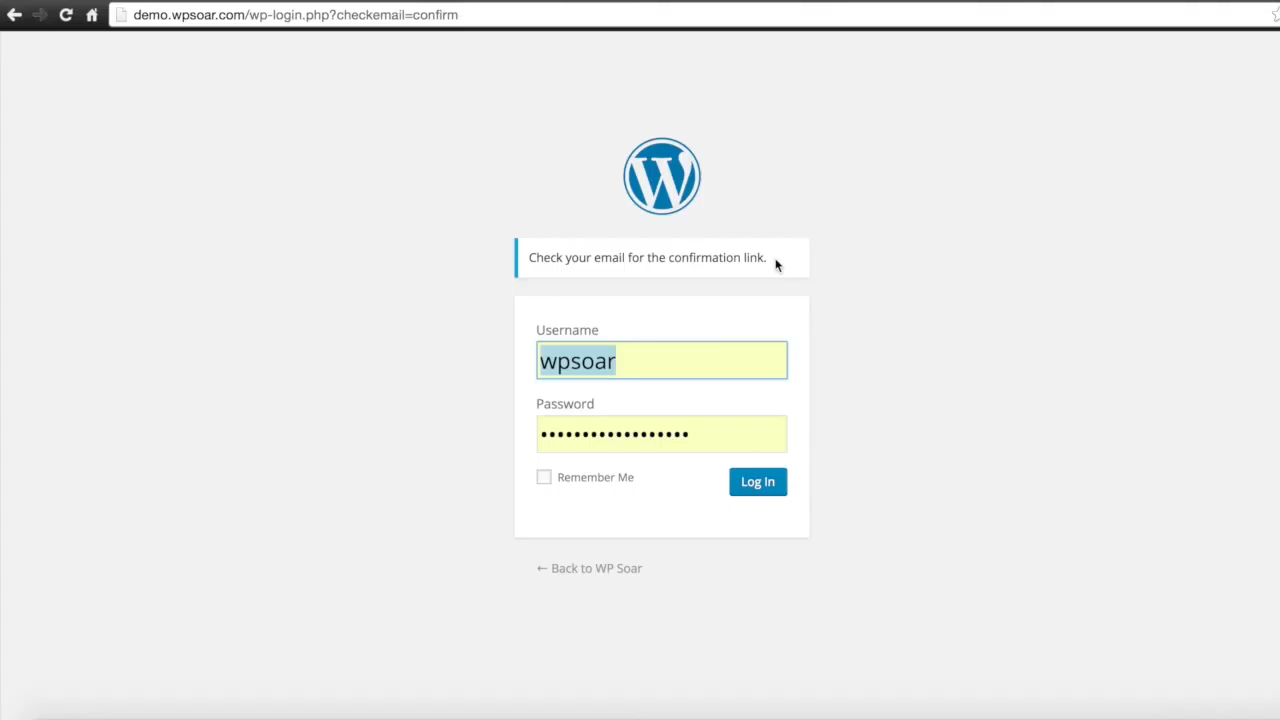 demo.wpsoar.com/wp-login.php?checkemail=confirm
W
Check your email for the confirmation link.
Username
wpsoar
Password
••••••••••••••••••
Remember Me
Log In
← Back to WP Soar